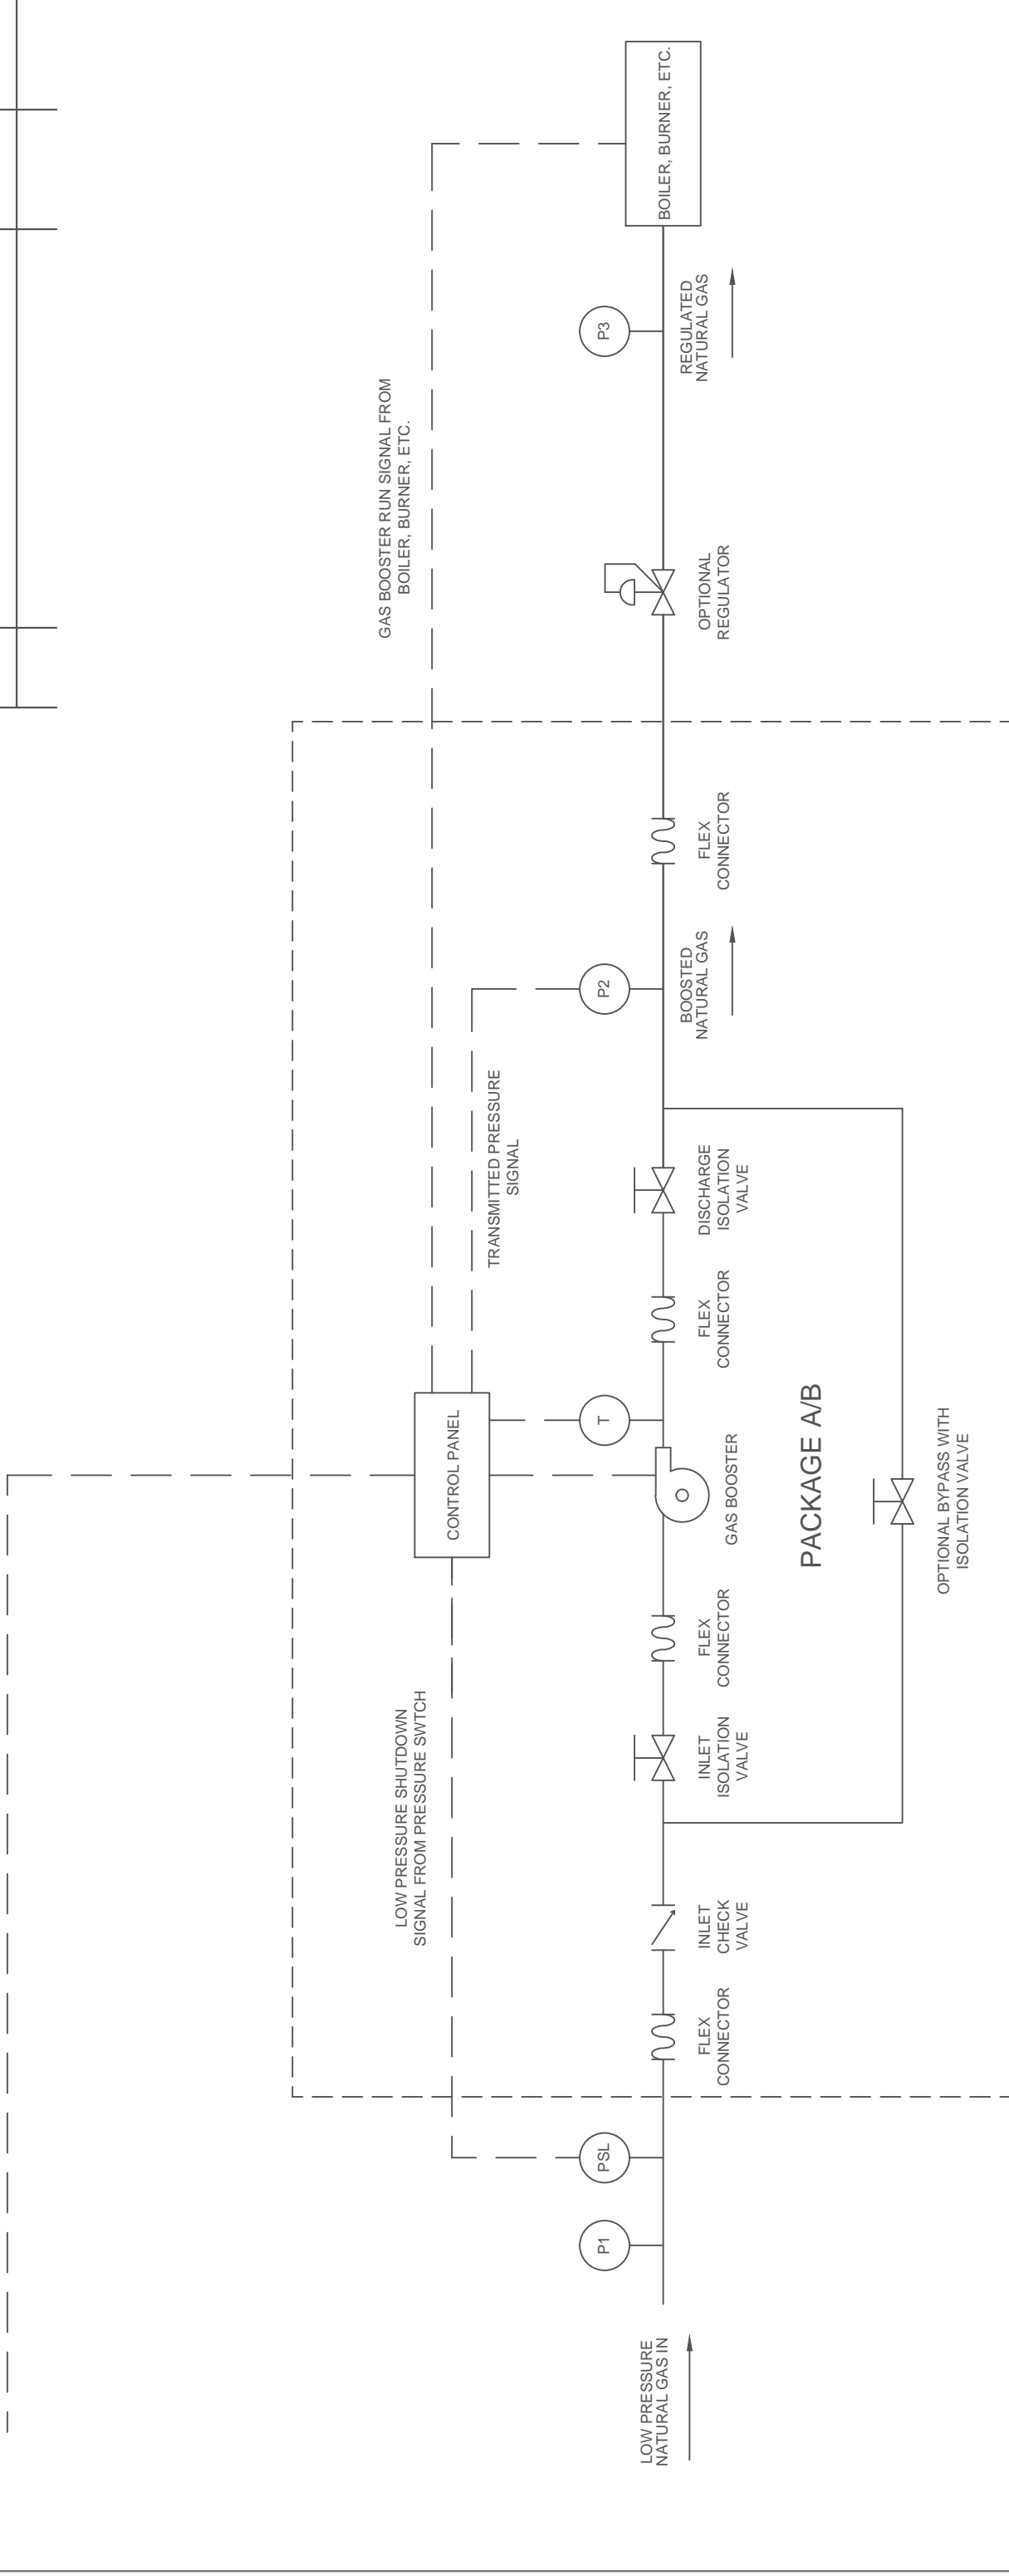 LOW PRESSURE
NATURAL GAS IN
P1
PSL
LOW PRESSURE SHUTDOWN
SIGNAL FROM PRESSURE SWTCH
FLEX
CONNECTOR
INLET
CHECK
VALVE
INLET
ISOLATION
VALVE
FLEX
CONNECTOR
CONTROL PANEL
GAS BOOSTER
T
PACKAGE A/B
OPTIONAL BYPASS WITH
ISOLATION VALVE
FLEX
CONNECTOR
DISCHARGE
ISOLATION
VALVE
TRANSMITTED PRESSURE
SIGNAL
P2
BOOSTED
NATURAL GAS
FLEX
CONNECTOR
GAS BOOSTER RUN SIGNAL FROM
BOILER, BURNER, ETC.
OPTIONAL
REGULATOR
P3
REGULATED
NATURAL GAS
BOILER, BURNER, ETC.